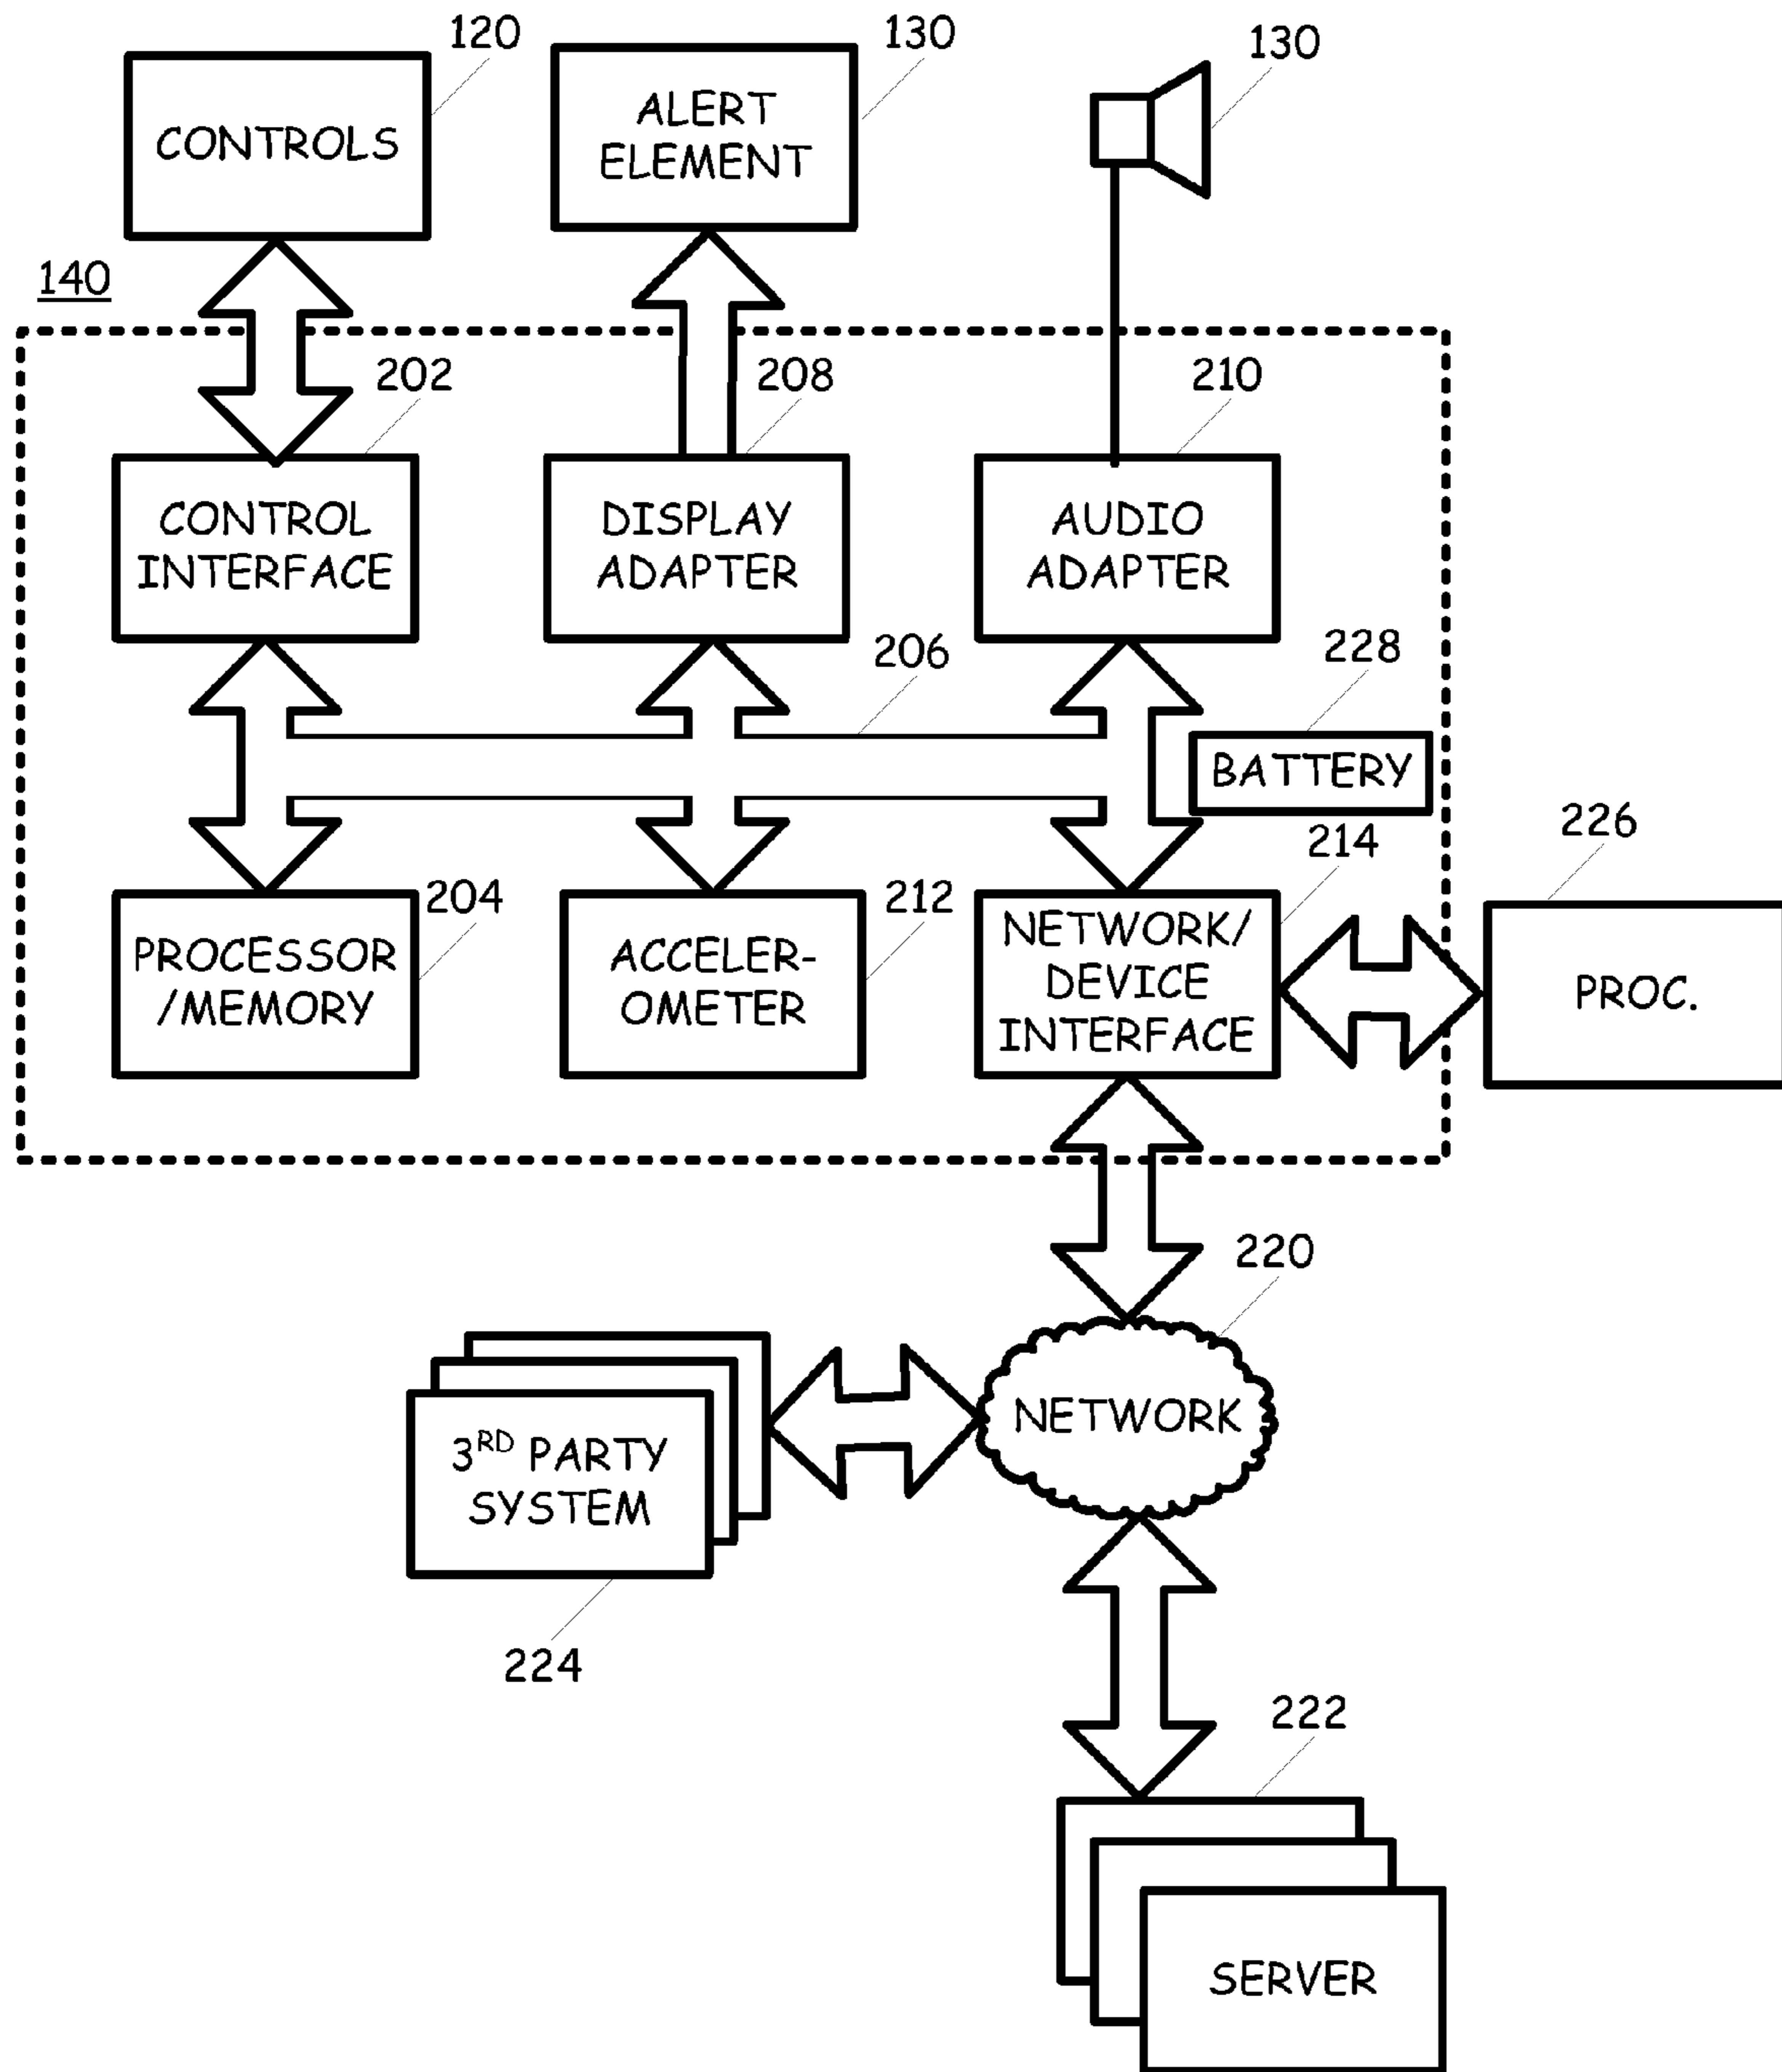 120
130
130
CONTROLS
ALERT
ELEMENT
140
202
208
210
CONTROL
INTERFACE
DISPLAY
ADAPTER
AUDIO
ADAPTER
206
228
BATTERY
226
214
204
212
PROCESSOR
/MEMORY
ACCELER-
OMETER
NETWORK/
DEVICE
INTERFACE
PROC.
220
NETWORK
3RD PARTY
SYSTEM
224
222
SERVER